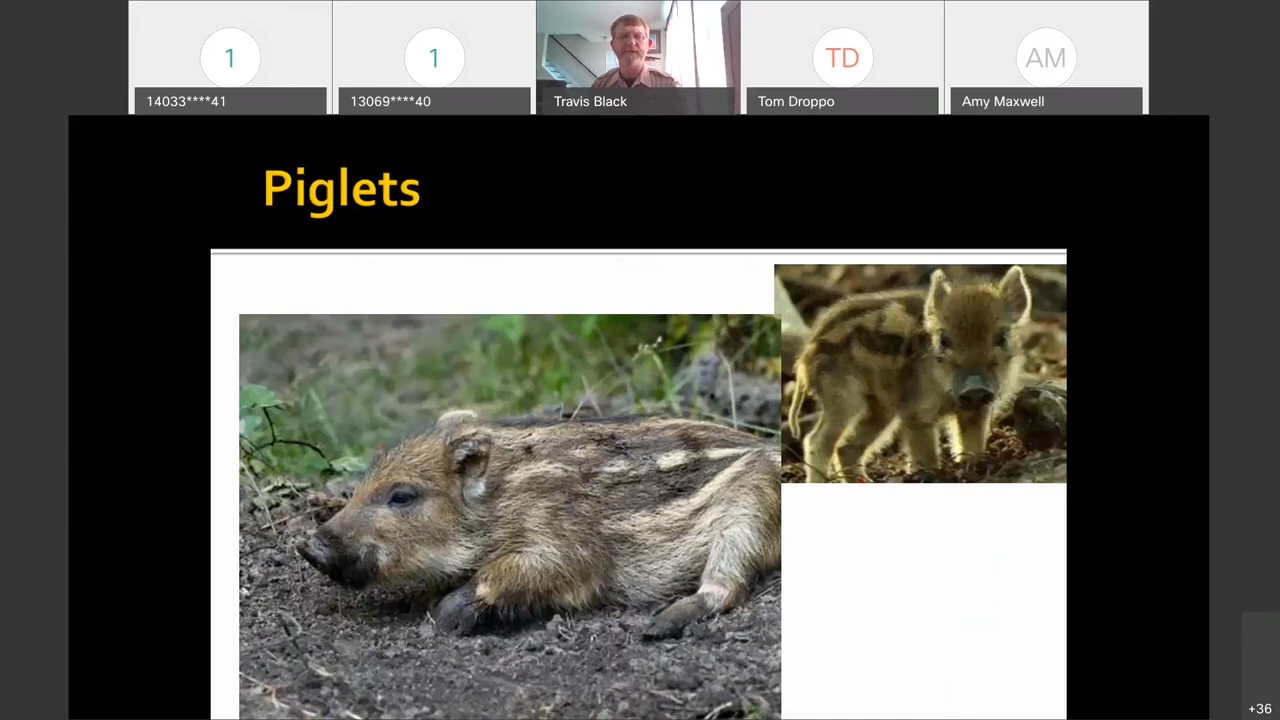 1
14033****41
1
13069****40
Travis Black
TD
Tom Droppo
AM
Amy Maxwell
Piglets
+36